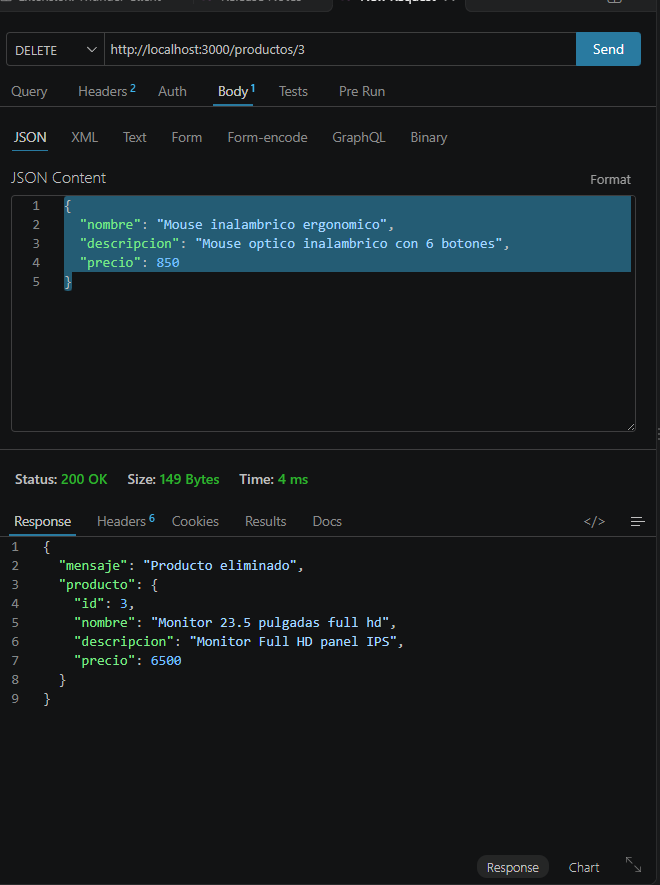 DELETE http://localhost:3000/productos/3 Send
Query Headers 2 Auth Body 1 Tests Pre Run
JSON XML Text Form Form-encode GraphQL Binary
JSON Content Format
1 {
2 "nombre": "Mouse inalambrico ergonomico",
3 "descripcion": "Mouse optico inalambrico con 6 botones",
4 "precio": 850
5 }
Status: 200 OK Size: 149 Bytes Time: 4 ms
Response Headers 6 Cookies Results Docs </>
1 {
2 "mensaje": "Producto eliminado",
3 "producto": {
4 "id": 3,
5 "nombre": "Monitor 23.5 pulgadas full hd",
6 "descripcion": "Monitor Full HD panel IPS",
7 "precio": 6500
8 }
9 }
Response Chart